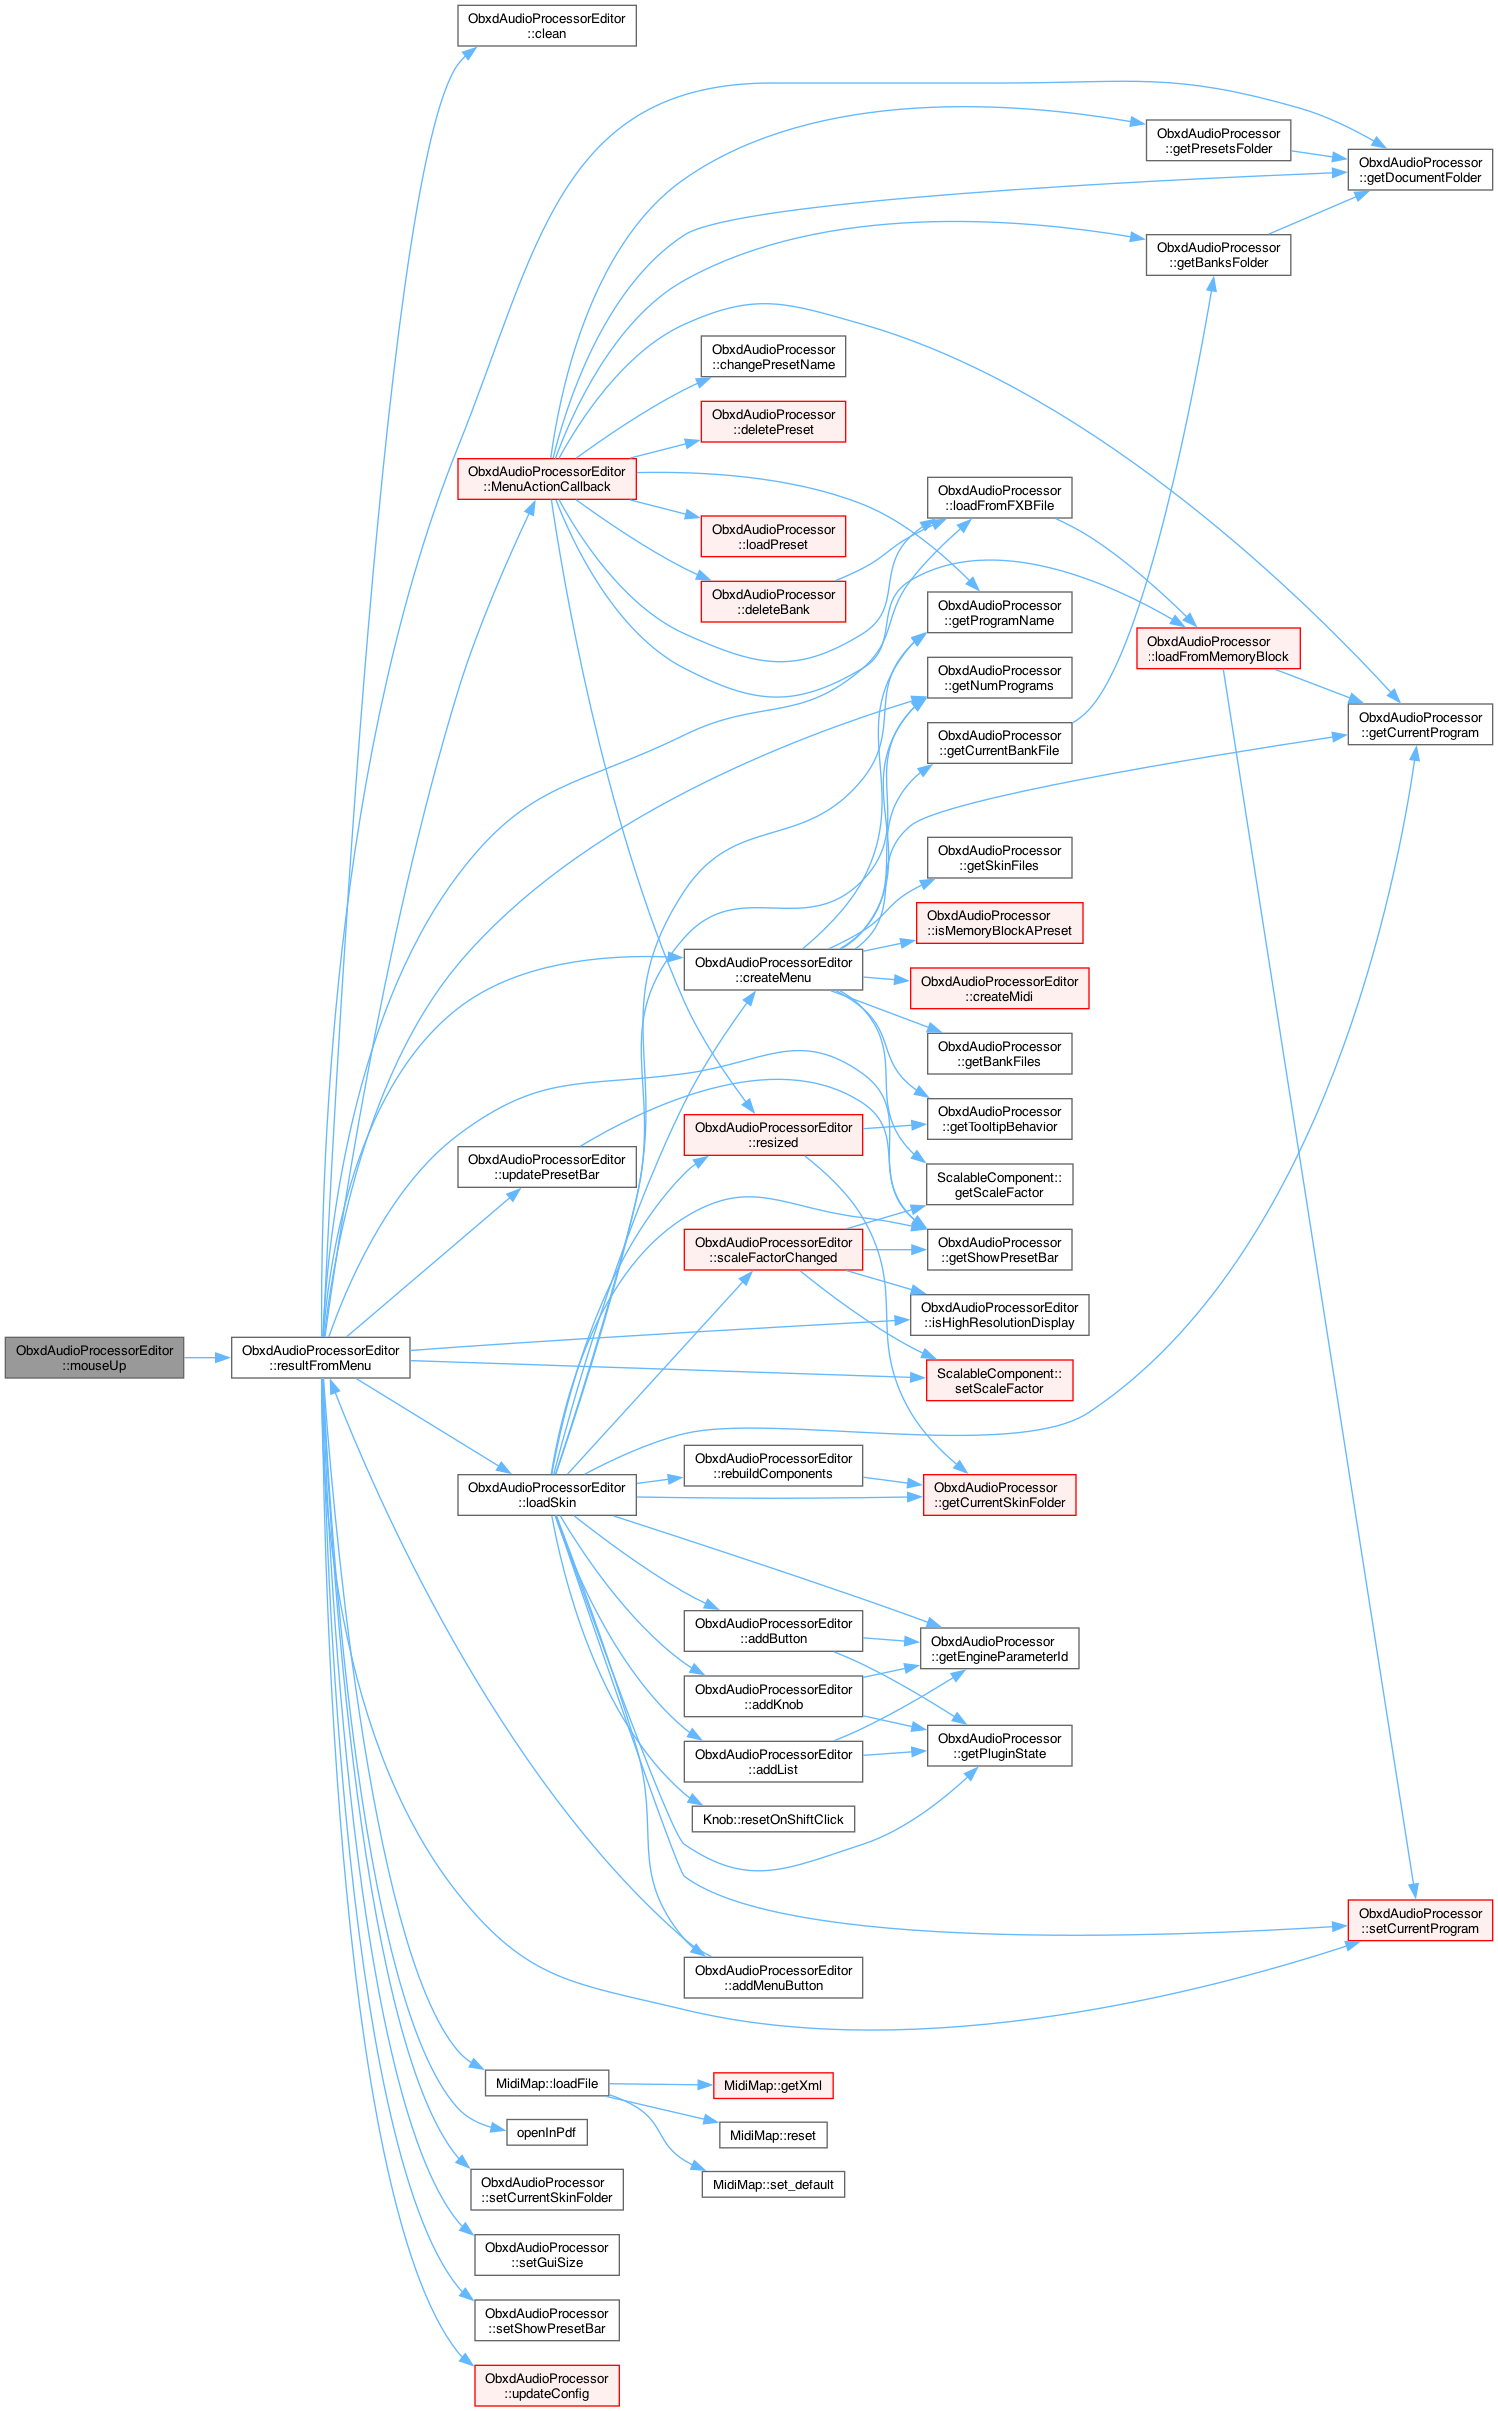 ObxdAudioProcessorEditor
::clean
ObxdAudioProcessor
::getPresetsFolder
ObxdAudioProcessor
::getDocumentFolder
ObxdAudioProcessor
::getBanksFolder
ObxdAudioProcessor
::changePresetName
ObxdAudioProcessor
::deletePreset
ObxdAudioProcessorEditor
::MenuActionCallback
ObxdAudioProcessor
::loadFromFXBFile
ObxdAudioProcessor
::loadPreset
ObxdAudioProcessor
::deleteBank
ObxdAudioProcessor
::getProgramName
ObxdAudioProcessor
::loadFromMemoryBlock
ObxdAudioProcessor
::getNumPrograms
ObxdAudioProcessor
::getCurrentProgram
ObxdAudioProcessor
::getCurrentBankFile
ObxdAudioProcessor
::getSkinFiles
ObxdAudioProcessor
::isMemoryBlockAPreset
ObxdAudioProcessorEditor
::createMenu
ObxdAudioProcessorEditor
::createMidi
ObxdAudioProcessor
::getBankFiles
ObxdAudioProcessor
::getTooltipBehavior
ObxdAudioProcessorEditor
::resized
ObxdAudioProcessorEditor
::updatePresetBar
ScalableComponent::
getScaleFactor
ObxdAudioProcessorEditor
::scaleFactorChanged
ObxdAudioProcessor
::getShowPresetBar
ObxdAudioProcessorEditor
::isHighResolutionDisplay
ObxdAudioProcessorEditor
::mouseUp
ObxdAudioProcessorEditor
::resultFromMenu
ScalableComponent::
setScaleFactor
ObxdAudioProcessorEditor
::rebuildComponents
ObxdAudioProcessorEditor
::loadSkin
ObxdAudioProcessor
::getCurrentSkinFolder
ObxdAudioProcessorEditor
::addButton
ObxdAudioProcessor
::getEngineParameterId
ObxdAudioProcessorEditor
::addKnob
ObxdAudioProcessor
::getPluginState
ObxdAudioProcessorEditor
::addList
Knob::resetOnShiftClick
ObxdAudioProcessor
::setCurrentProgram
ObxdAudioProcessorEditor
::addMenuButton
MidiMap::loadFile
MidiMap::getXml
openInPdf
MidiMap::reset
MidiMap::set_default
ObxdAudioProcessor
::setCurrentSkinFolder
ObxdAudioProcessor
::setGuiSize
ObxdAudioProcessor
::setShowPresetBar
ObxdAudioProcessor
::updateConfig